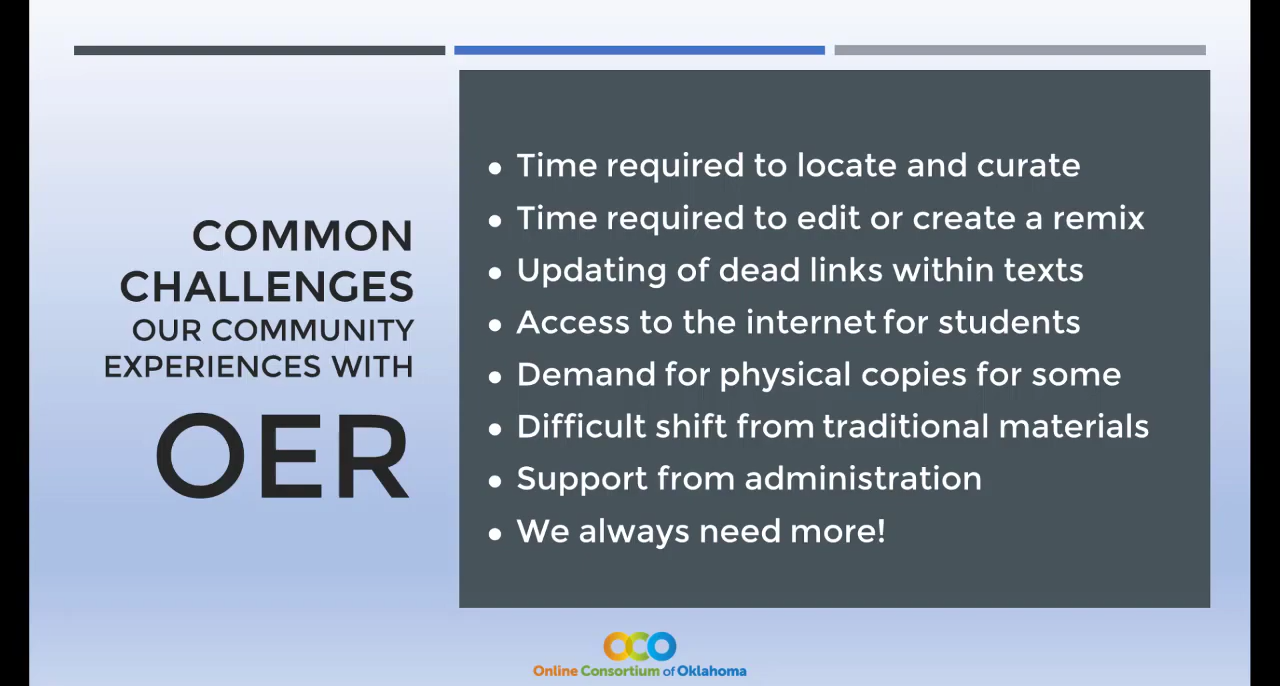 COMMON
CHALLENGES
OUR COMMUNITY
EXPERIENCES WITH
OER
• Time required to locate and curate
• Time required to edit or create a remix
• Updating of dead links within texts
• Access to the internet for students
• Demand for physical copies for some
• Difficult shift from traditional materials
• Support from administration
• We always need more!
OCO
Online Consortium of Oklahoma